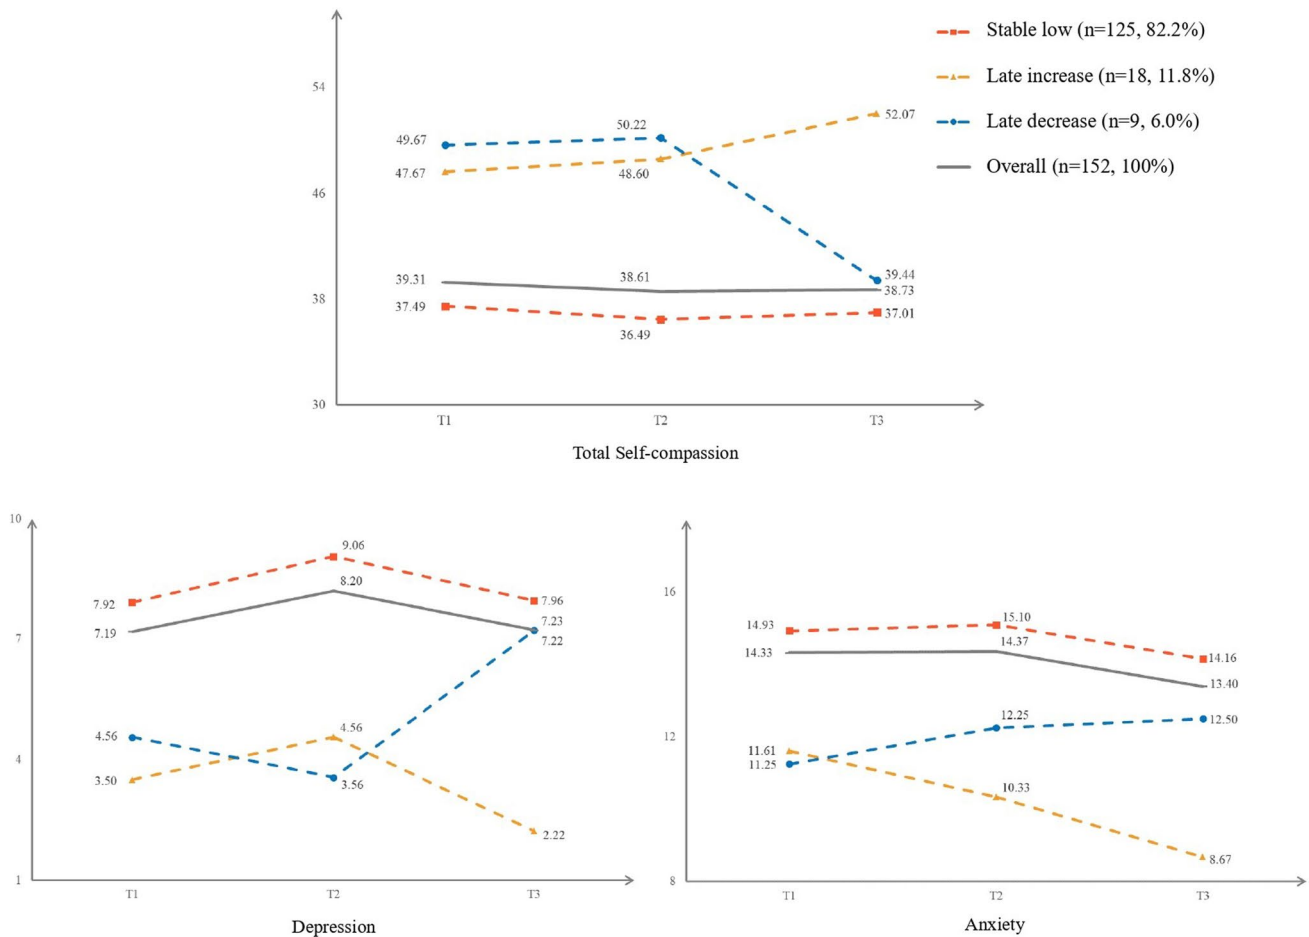 Stable low (n=125, 82.2%)
Late increase (n=18, 11.8%)
Late decrease (n=9, 6.0%)
Overall (n=152, 100%)
54
46
38
30
49.67
47.67
50.22
48.60
52.07
39.31
38.61
39.44
38.73
37.49
36.49
37.01
T1
T2
T3
Total Self-compassion
10
7
4
1
7.92
7.19
9.06
8.20
7.96
7.23
7.22
4.56
3.50
4.56
3.56
2.22
T1
T2
T3
Depression
16
12
8
14.93
14.33
15.10
14.37
14.16
13.40
11.61
11.25
12.25
12.50
10.33
8.67
T1
T2
T3
Anxiety